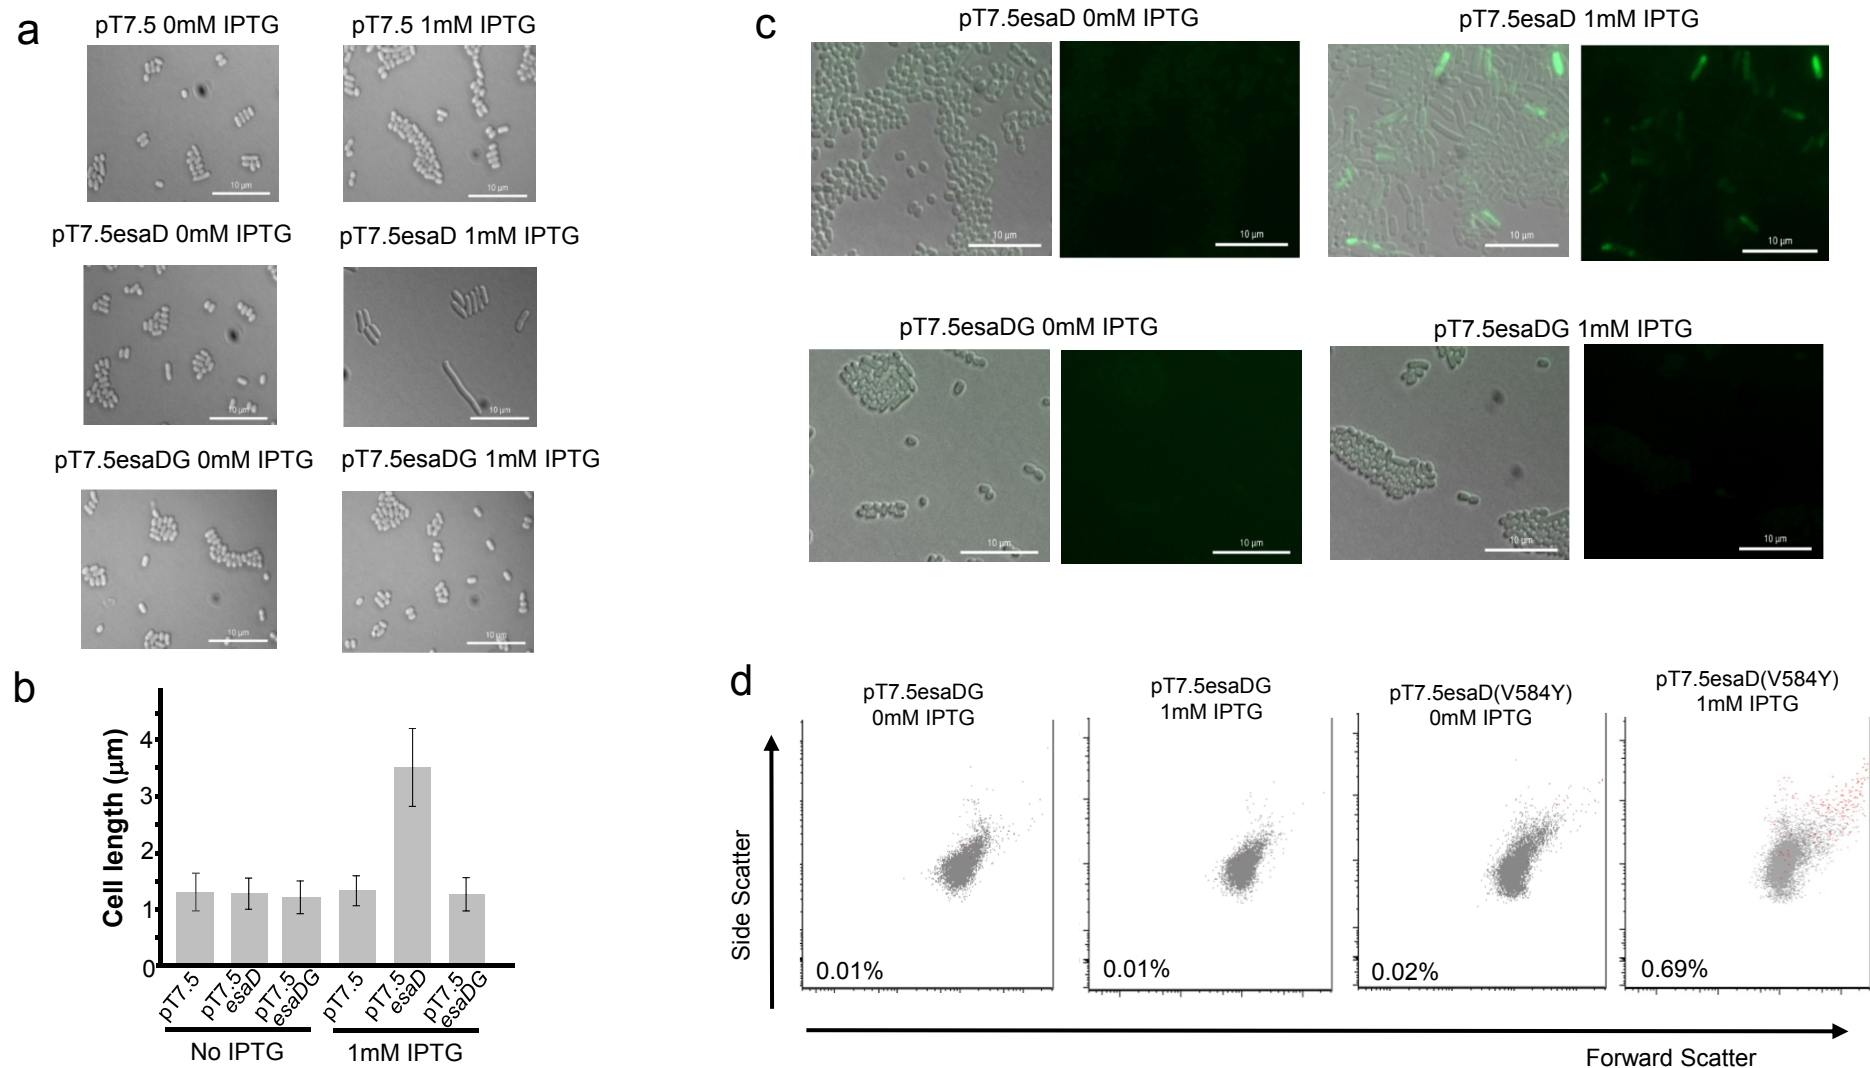 a
pT7.5 0mM IPTG
pT7.5 1mM IPTG
10 µm
10 µm
pT7.5esaD 0mM IPTG
pT7.5esaD 1mM IPTG
10 µm
10 µm
pT7.5esaDG 0mM IPTG
pT7.5esaDG 1mM IPTG
10 µm
10 µm
b
Cell length (µm)
4
3
2
1
0
pT7.5
pT7.5
esaD
pT7.5
esaDG
pT7.5
pT7.5
esaD
pT7.5
esaDG
No IPTG
1mM IPTG
c
pT7.5esaD 0mM IPTG
pT7.5esaD 1mM IPTG
10 µm
10 µm
10 µm
10 µm
pT7.5esaDG 0mM IPTG
pT7.5esaDG 1mM IPTG
10 µm
10 µm
10 µm
10 µm
d
pT7.5esaDG
0mM IPTG
pT7.5esaDG
1mM IPTG
pT7.5esaD(V584Y)
0mM IPTG
pT7.5esaD(V584Y)
1mM IPTG
Side Scatter
0.01%
0.01%
0.02%
0.69%
Forward Scatter